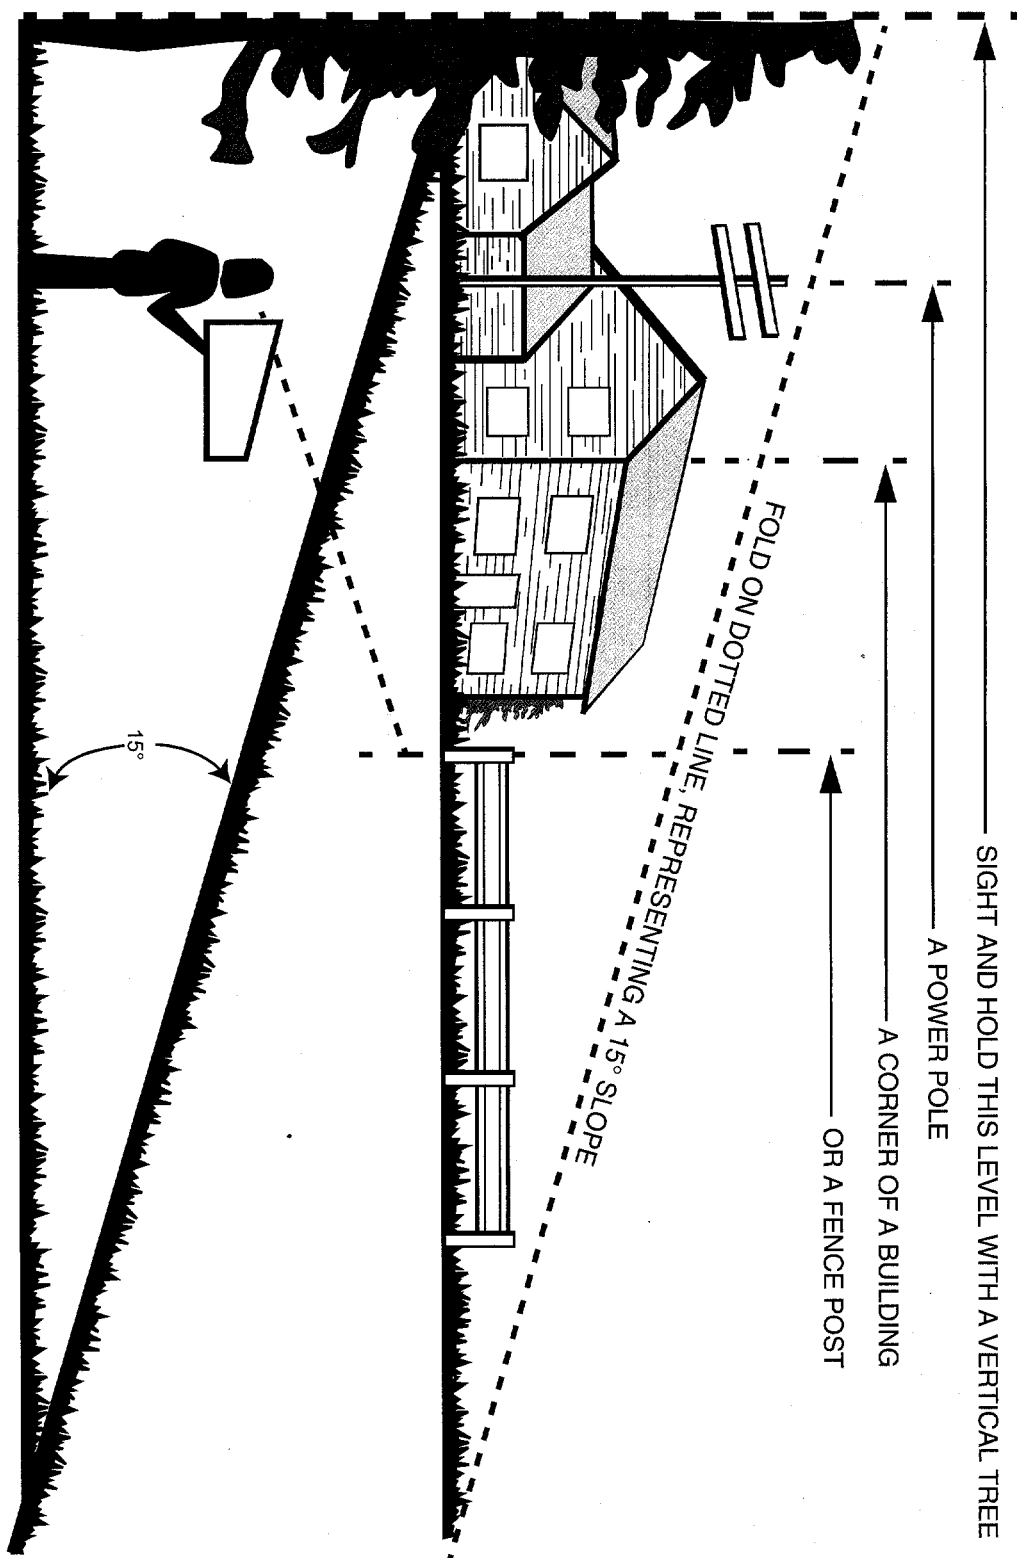 SIGHT AND HOLD THIS LEVEL WITH A VERTICAL TREE
A POWER POLE
A CORNER OF A BUILDING
OR A FENCE POST
FOLD ON DOTTED LINE, REPRESENTING A 15° SLOPE
15°